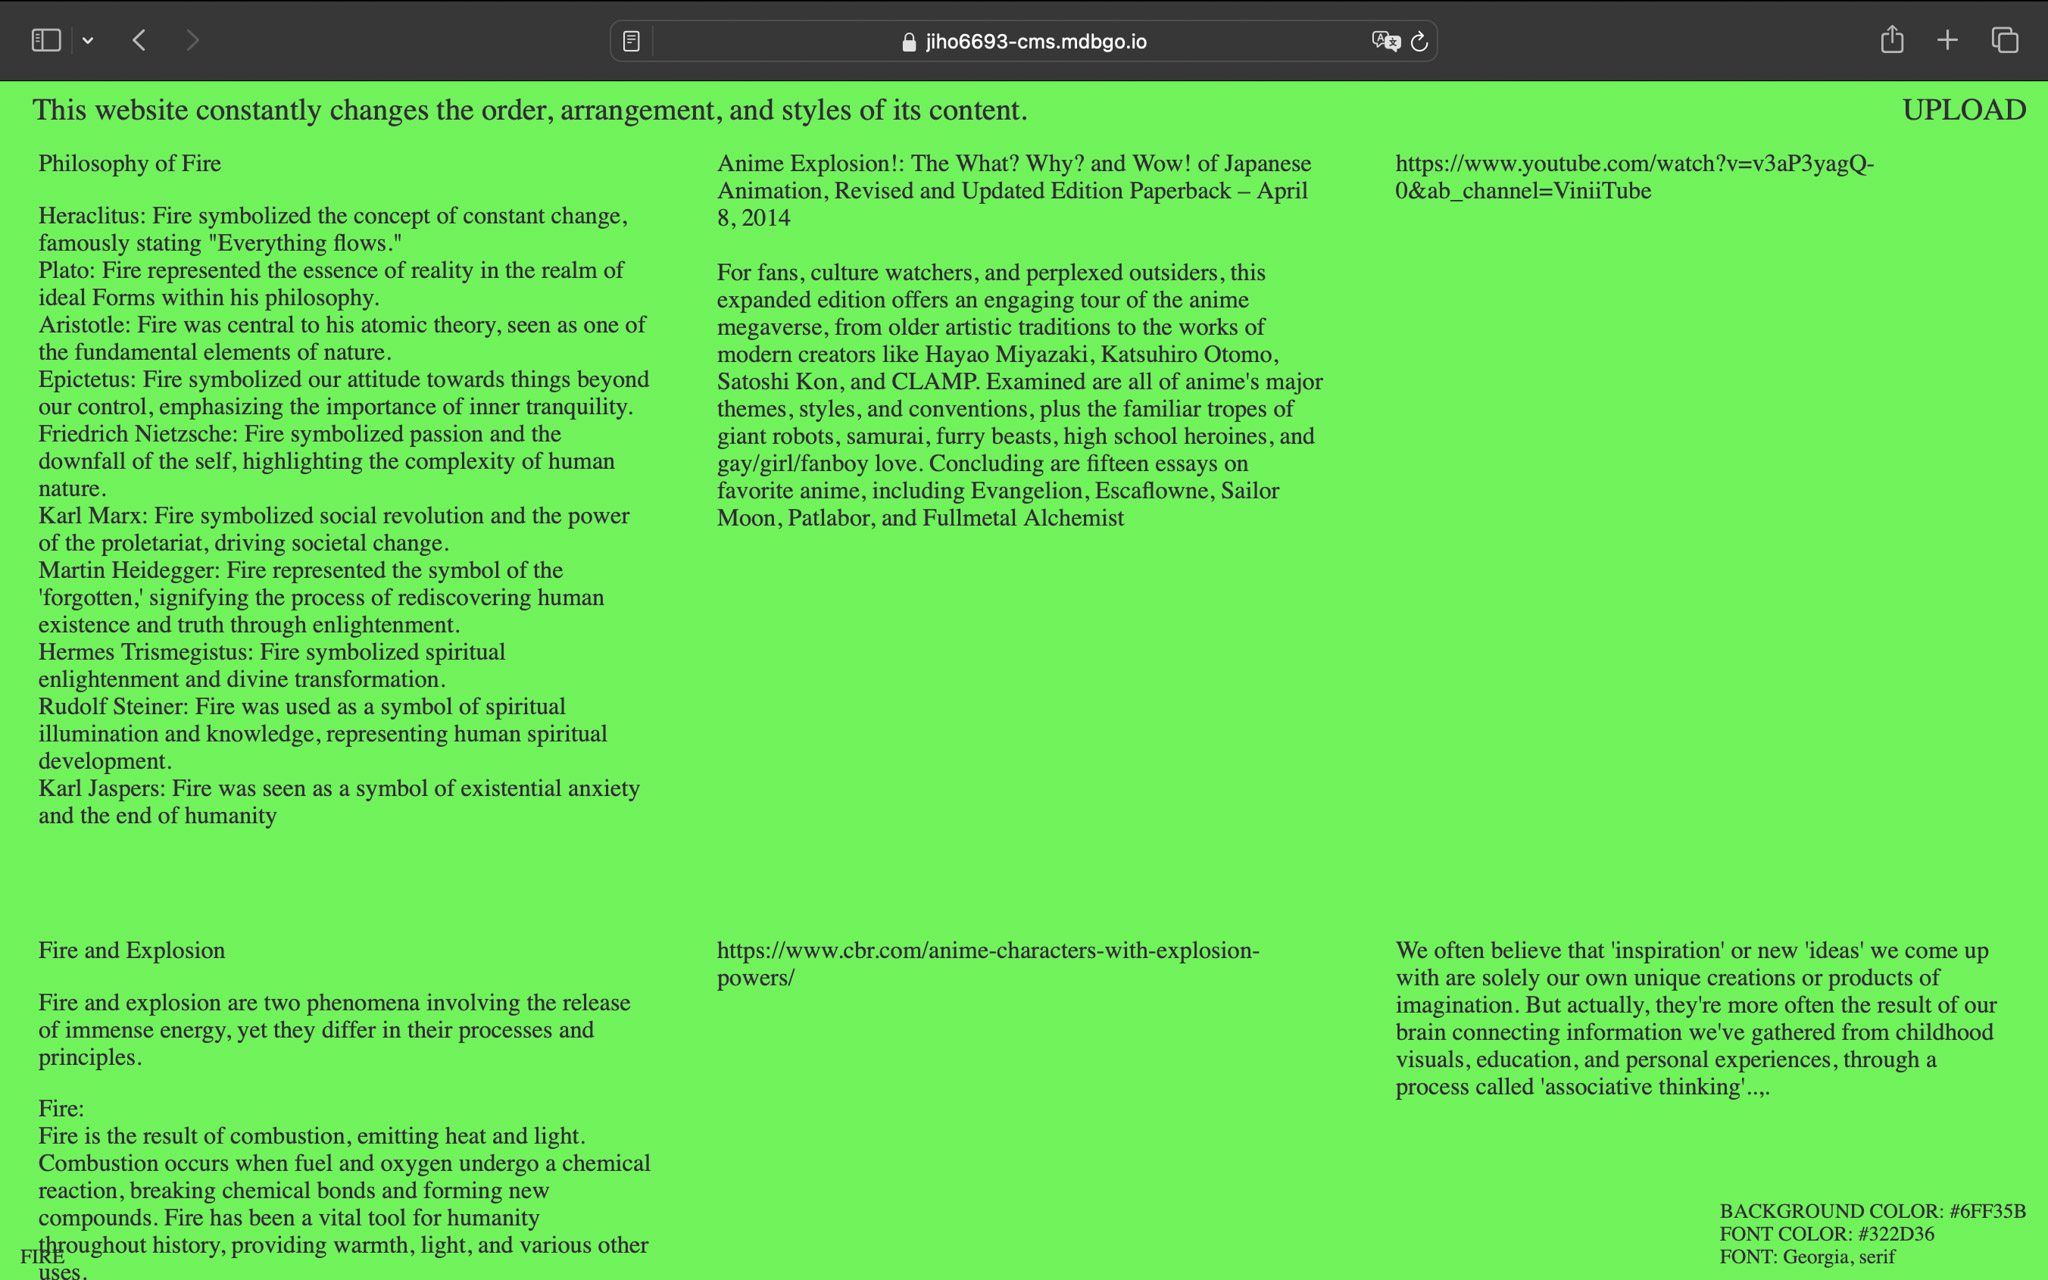 jiho6693-cms.mdbgo.io
This website constantly changes the order, arrangement, and styles of its content.
UPLOAD
Philosophy of Fire
Heraclitus: Fire symbolized the concept of constant change,
famously stating "Everything flows."
Plato: Fire represented the essence of reality in the realm of
ideal Forms within his philosophy.
Aristotle: Fire was central to his atomic theory, seen as one of
the fundamental elements of nature.
Epictetus: Fire symbolized our attitude towards things beyond
our control, emphasizing the importance of inner tranquility.
Friedrich Nietzsche: Fire symbolized passion and the
downfall of the self, highlighting the complexity of human
nature.
Karl Marx: Fire symbolized social revolution and the power
of the proletariat, driving societal change.
Martin Heidegger: Fire represented the symbol of the
'forgotten,' signifying the process of rediscovering human
existence and truth through enlightenment.
Hermes Trismegistus: Fire symbolized spiritual
enlightenment and divine transformation.
Rudolf Steiner: Fire was used as a symbol of spiritual
illumination and knowledge, representing human spiritual
development.
Karl Jaspers: Fire was seen as a symbol of existential anxiety
and the end of humanity
Anime Explosion!: The What? Why? and Wow! of Japanese
Animation, Revised and Updated Edition Paperback – April
8, 2014
For fans, culture watchers, and perplexed outsiders, this
expanded edition offers an engaging tour of the anime
megaverse, from older artistic traditions to the works of
modern creators like Hayao Miyazaki, Katsuhiro Otomo,
Satoshi Kon, and CLAMP. Examined are all of anime's major
themes, styles, and conventions, plus the familiar tropes of
giant robots, samurai, furry beasts, high school heroines, and
gay/girl/fanboy love. Concluding are fifteen essays on
favorite anime, including Evangelion, Escaflowne, Sailor
Moon, Patlabor, and Fullmetal Alchemist
https://www.youtube.com/watch?v=v3aP3yagQ-
0&ab_channel=ViniiTube
Fire and Explosion
Fire and explosion are two phenomena involving the release
of immense energy, yet they differ in their processes and
principles.
Fire:
Fire is the result of combustion, emitting heat and light.
Combustion occurs when fuel and oxygen undergo a chemical
reaction, breaking chemical bonds and forming new
compounds. Fire has been a vital tool for humanity
throughout history, providing warmth, light, and various other
uses.
https://www.cbr.com/anime-characters-with-explosion-
powers/
We often believe that 'inspiration' or new 'ideas' we come up
with are solely our own unique creations or products of
imagination. But actually, they're more often the result of our
brain connecting information we've gathered from childhood
visuals, education, and personal experiences, through a
process called 'associative thinking'..,.
FIRE
BACKGROUND COLOR: #6FF35B
FONT COLOR: #322D36
FONT: Georgia, serif